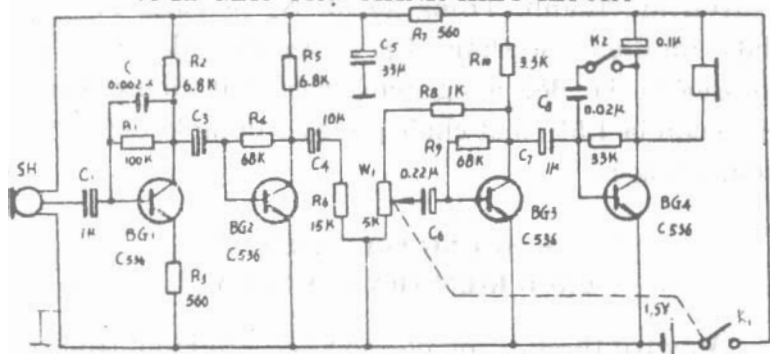 R7 560
R2
6.8K
C
0.002μ
R1
100K
C3
R5
6.8K
C5
33μ
R10
3.3K
R8 1K
K2
0.1μ
C8
0.02μ
SH
C1
1μ
BG1
C536
R3
560
R4
68K
BG2
C536
10μ
C4
R6
15K
W1
5K
0.22μ
C6
R9
68K
C7
1μ
BG3
C536
33K
BG4
C536
1.5V
K1